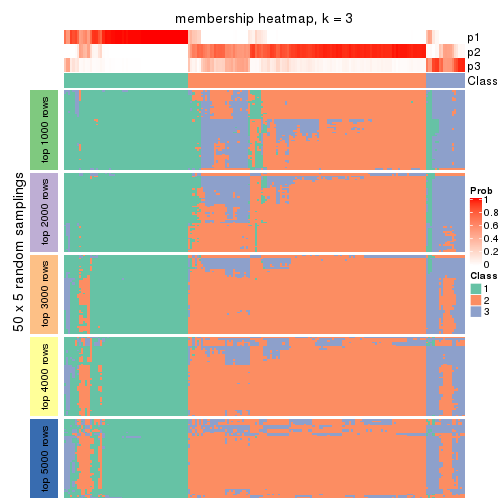 membership heatmap, k = 3
p1
p2
p3
Class
50 x 5 random samplings
top 1000 rows
top 2000 rows
top 3000 rows
top 4000 rows
top 5000 rows
Prob
1
0.8
0.6
0.4
0.2
0
Class
1
2
3